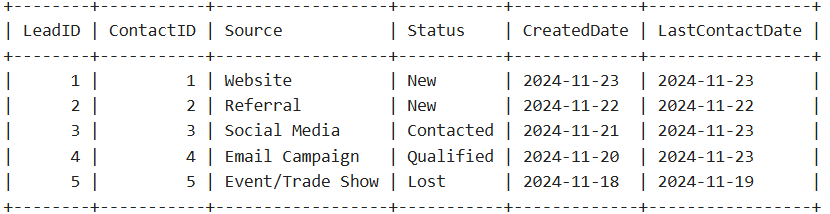 +--------+-----------+------------------+-----------+-------------+-----------------+
| LeadID | ContactID | Source           | Status    | CreatedDate | LastContactDate |
+--------+-----------+------------------+-----------+-------------+-----------------+
|      1 |         1 | Website          | New       | 2024-11-23  | 2024-11-23      |
|      2 |         2 | Referral         | New       | 2024-11-22  | 2024-11-22      |
|      3 |         3 | Social Media     | Contacted | 2024-11-21  | 2024-11-23      |
|      4 |         4 | Email Campaign   | Qualified | 2024-11-20  | 2024-11-23      |
|      5 |         5 | Event/Trade Show | Lost      | 2024-11-18  | 2024-11-19      |
+--------+-----------+------------------+-----------+-------------+-----------------+